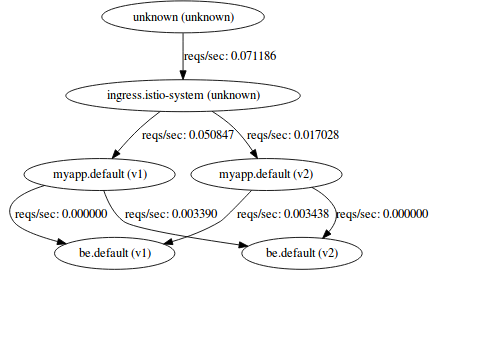 unknown (unknown)
reqs/sec: 0.071186
ingress.istio-system (unknown)
reqs/sec: 0.050847
reqs/sec: 0.017028
myapp.default (v1)
myapp.default (v2)
reqs/sec: 0.000000
reqs/sec: 0.003390
reqs/sec: 0.003438
reqs/sec: 0.000000
be.default (v1)
be.default (v2)